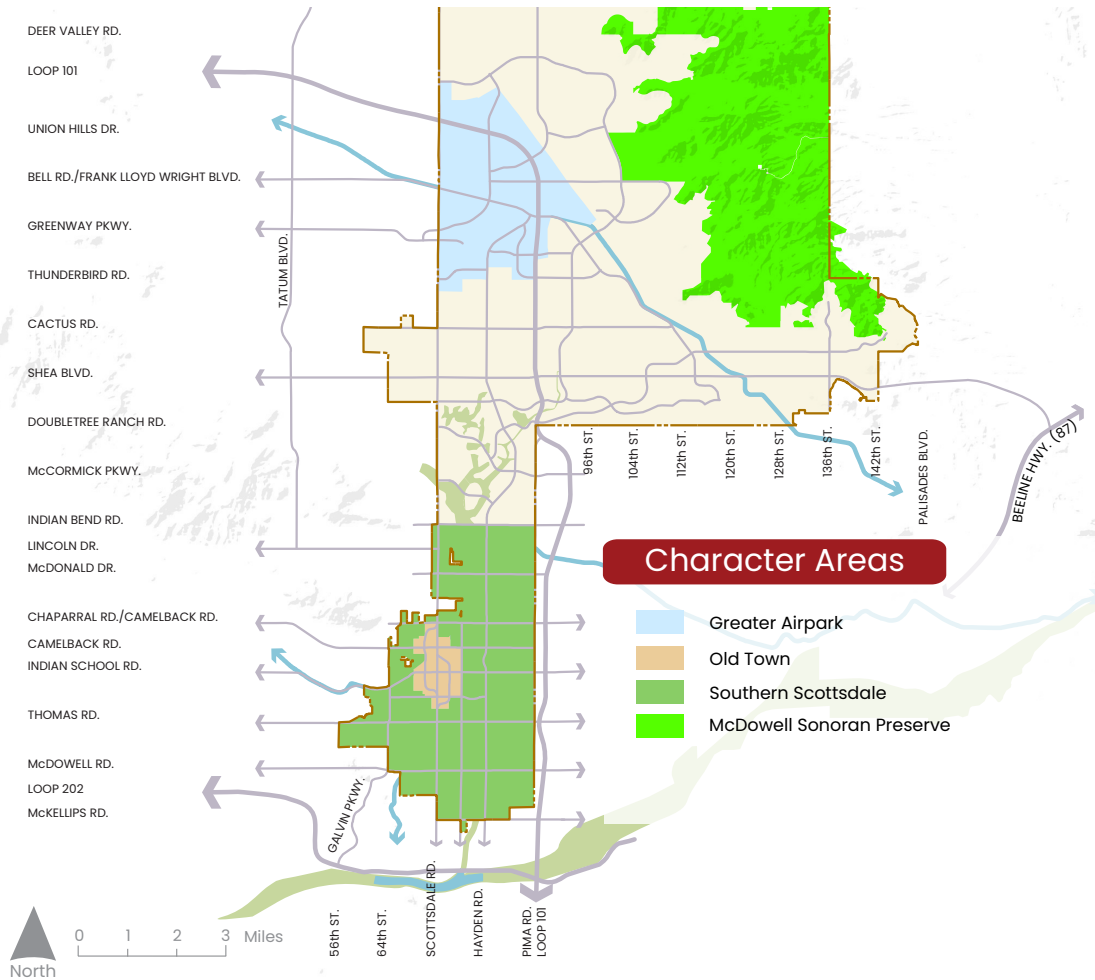 DEER VALLEY RD.
LOOP 101
UNION HILLS DR.
BELL RD./FRANK LLOYD WRIGHT BLVD.
GREENWAY PKWY.
TATUM BLVD.
THUNDERBIRD RD.
CACTUS RD.
SHEA BLVD.
DOUBLETREE RANCH RD.
McCORMICK PKWY.
INDIAN BEND RD.
LINCOLN DR.
McDONALD DR.
CHAPARRAL RD./CAMELBACK RD.
CAMELBACK RD.
INDIAN SCHOOL RD.
THOMAS RD.
McDOWELL RD.
LOOP 202
McKELLIPS RD.
96th ST.
104th ST.
112th ST.
120th ST.
128th ST.
136th ST.
142th ST.
PALISADES BLVD.
BEELINE HWY. (87)
Character Areas
Greater Airpark
Old Town
Southern Scottsdale
McDowell Sonoran Preserve
GALVIN PKWY.
56th ST.
64th ST.
SCOTTSDALE RD.
HAYDEN RD.
PIMA RD.
LOOP 101
0 1 2 3 Miles
North